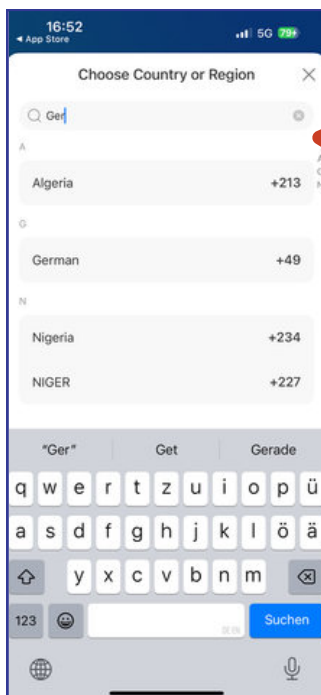 16:52
5G 79
◀ App Store
Choose Country or Region
Ger
A
Algeria +213
G
German +49
N
Nigeria +234
NIGER +227
A
G
N
"Ger" Get Gerade
q w e r t z u i o p ü
a s d f g h j k l ö ä
y x c v b n m
123 Suchen